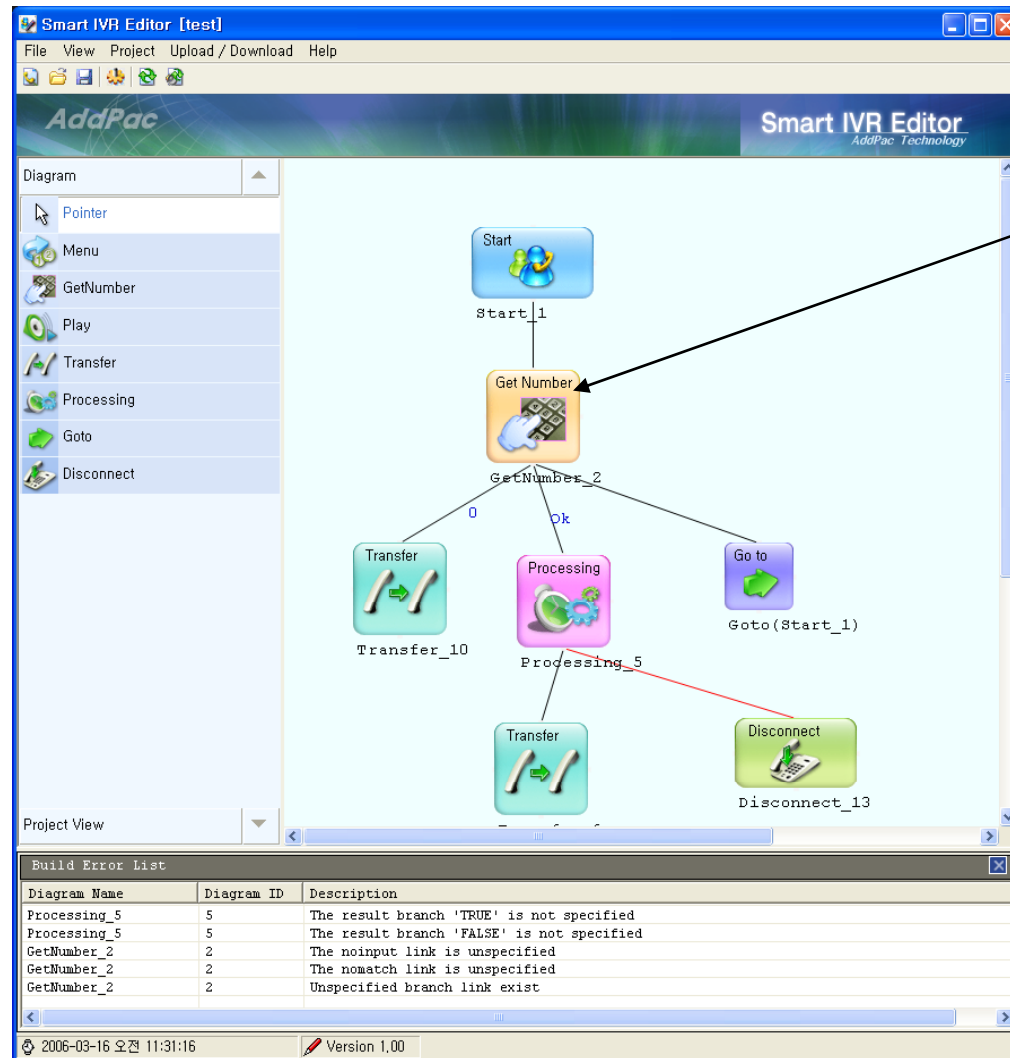 Smart IVR Editor [test]
File View Project Upload / Download Help
AddPac
Smart IVR Editor
AddPac Technology
Diagram
Pointer
Menu
GetNumber
Play
Transfer
Processing
Goto
Disconnect
Start
Start_1
Get Number
GetNumber_2
0
Ok
Transfer
Transfer_10
Processing
Processing_5
Go to
Goto(Start_1)
Transfer
Disconnect
Disconnect_13
Project View
Build Error List
Diagram Name Diagram ID Description
Processing_5 5 The result branch 'TRUE' is not specified
Processing_5 5 The result branch 'FALSE' is not specified
GetNumber_2 2 The noinput link is unspecified
GetNumber_2 2 The nomatch link is unspecified
GetNumber_2 2 Unspecified branch link exist
2006-03-16 오전 11:31:16 Version 1,00